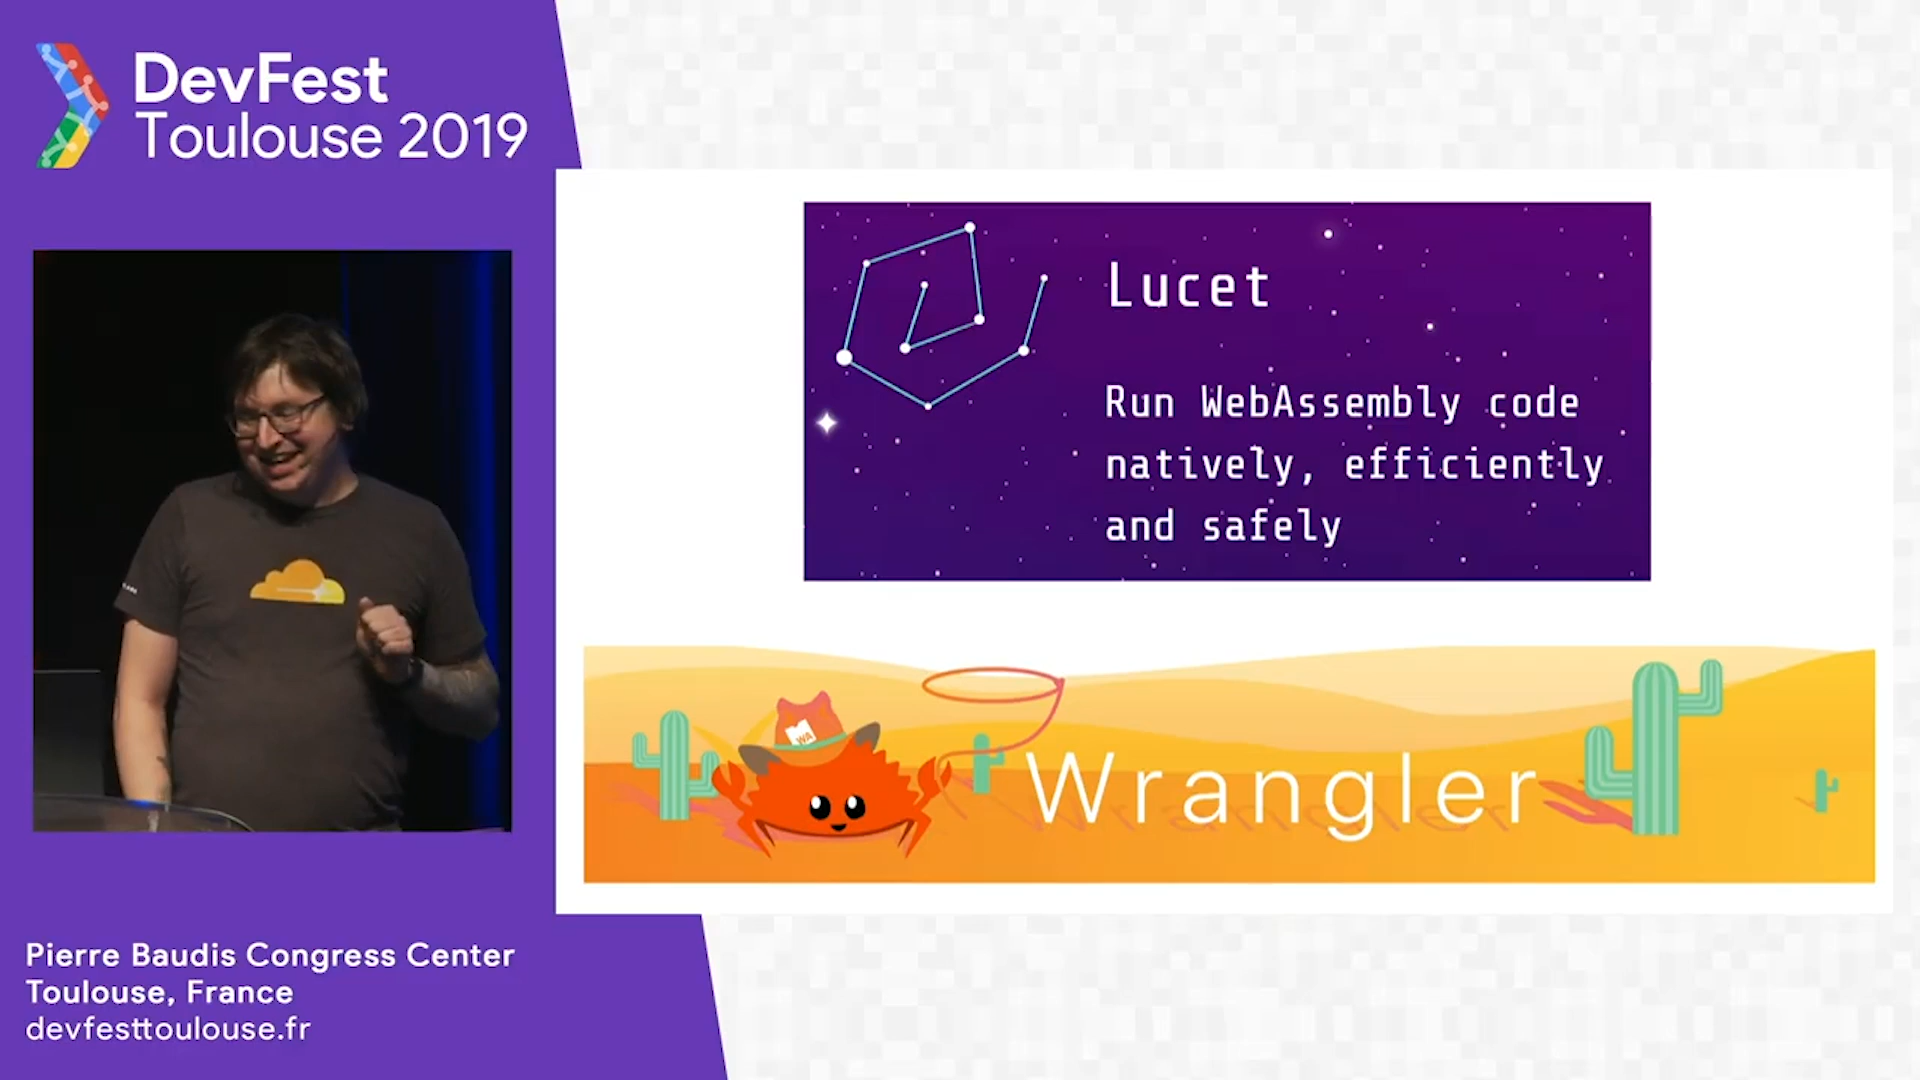 DevFest
Toulouse 2019
Lucet
Run WebAssembly code
natively, efficiently
and safely
WA
Wrangler
Pierre Baudis Congress Center
Toulouse, France
devfesttoulouse.fr